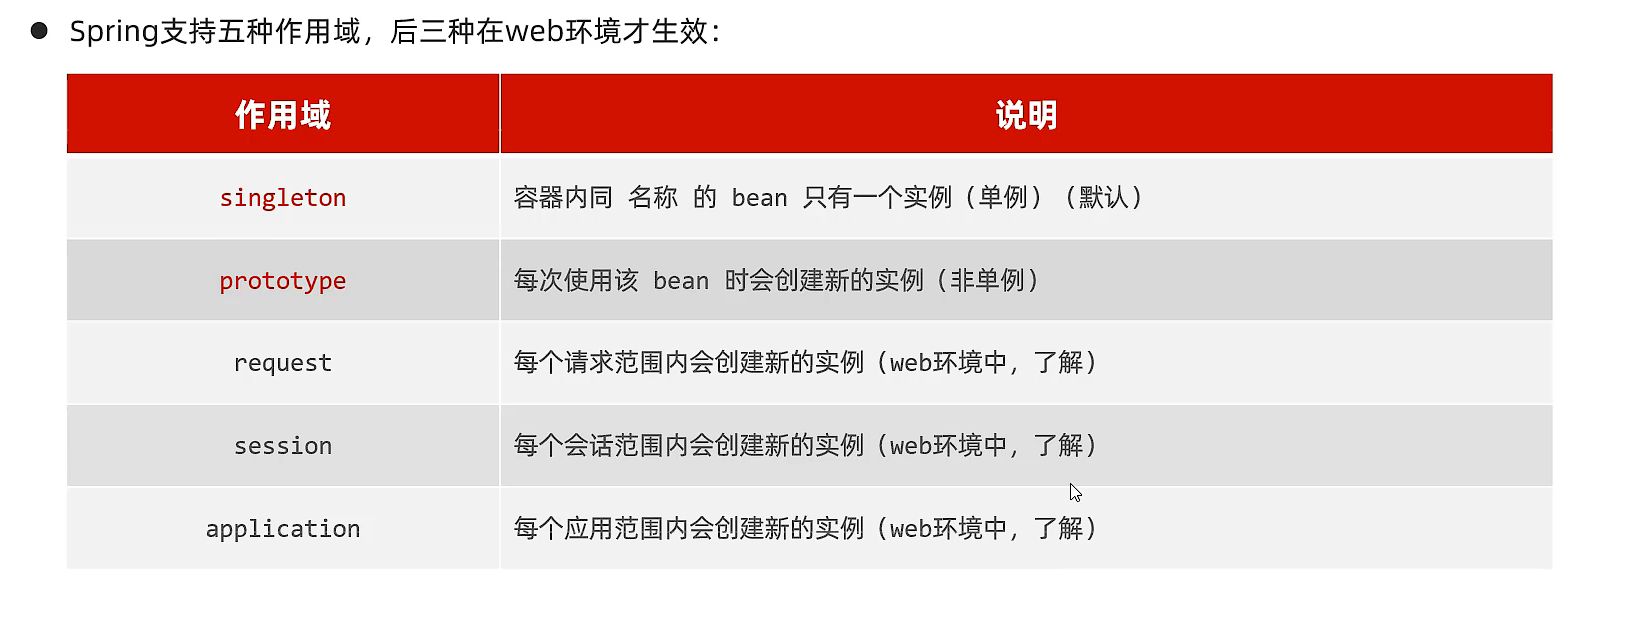 ● Spring支持五种作用域，后三种在web环境才生效：
作用域 说明
singleton 容器内同 名称 的 bean 只有一个实例（单例）（默认）
prototype 每次使用该 bean 时会创建新的实例（非单例）
request 每个请求范围内会创建新的实例（web环境中，了解）
session 每个会话范围内会创建新的实例（web环境中，了解）
application 每个应用范围内会创建新的实例（web环境中，了解）